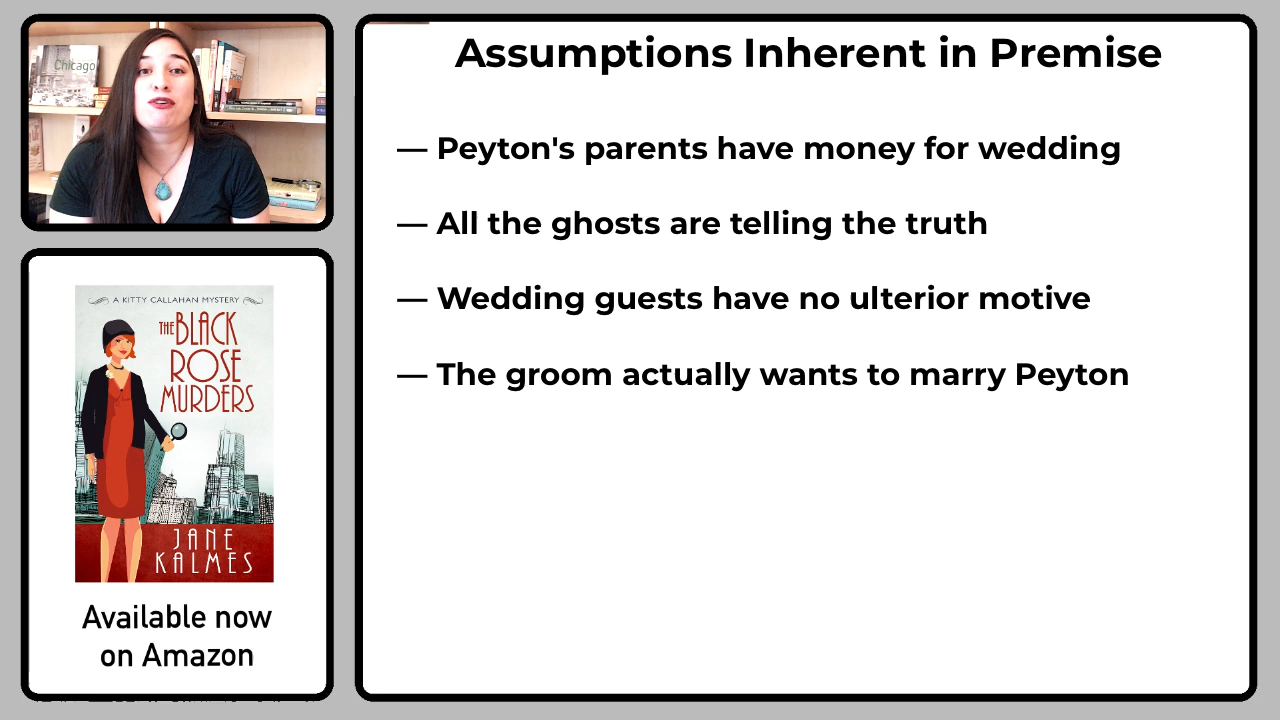 Chicago
Assumptions Inherent in Premise
— Peyton's parents have money for wedding
— All the ghosts are telling the truth
— Wedding guests have no ulterior motive
— The groom actually wants to marry Peyton
A KITTY CALLAHAN MYSTERY
THE BLACK
ROSE
MURDERS
JANE
KALMES
Available now
on Amazon